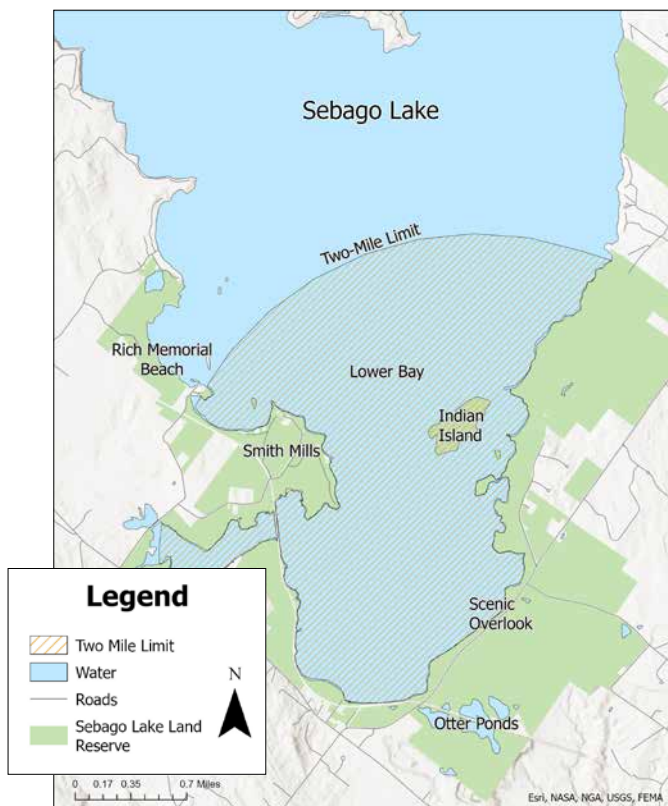 Sebago Lake
Two-Mile Limit
Rich Memorial
Beach
Lower Bay
Indian
Island
Smith Mills
Scenic
Overlook
Otter Ponds
Legend
Two Mile Limit
Water
Roads
Sebago Lake Land
Reserve
N
0 0.17 0.35 0.7 Miles
Esri, NASA, NGA, USGS, FEMA